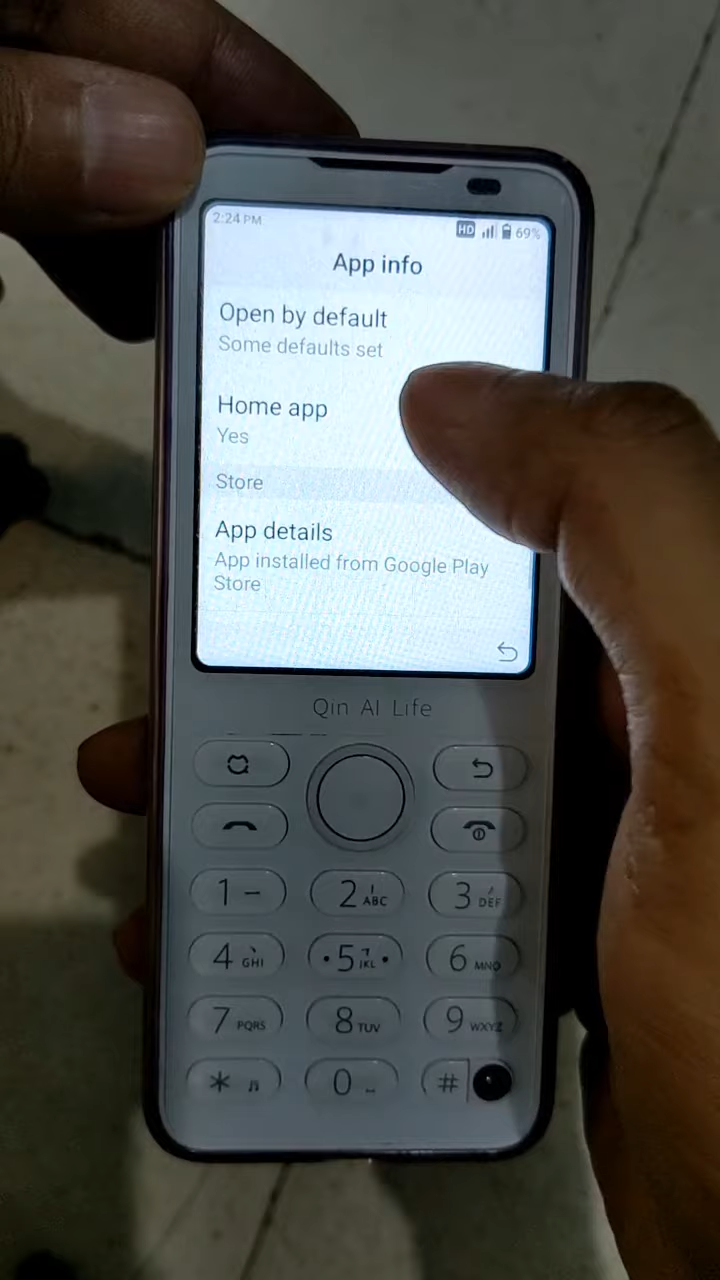 2:24 PM
HD 69%
App info
Open by default
Some defaults set
Home app
Yes
Store
App details
App installed from Google Play
Store
Qin AI Life
1 2 ABC 3 DEF
4 GHI 5 JKL 6 MNO
7 PQRS 8 TUV 9 WXYZ
* 0 #